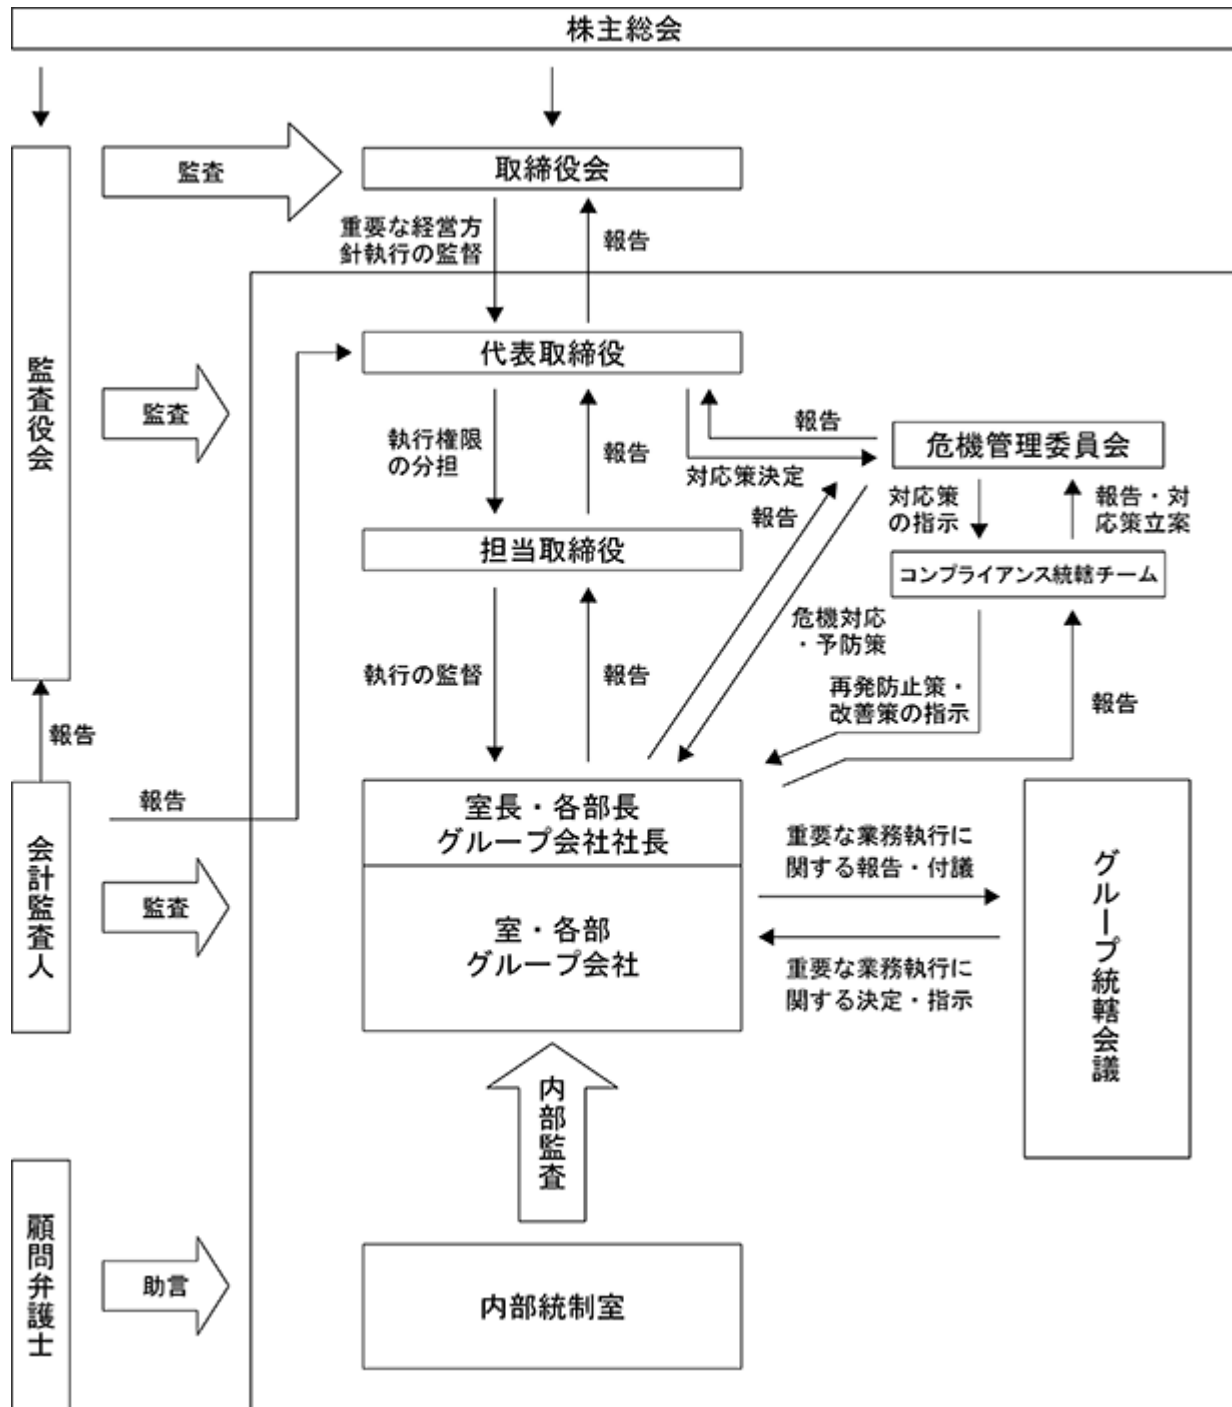 株主総会
監査
取締役会
重要な経営方
針執行の監督
報告
監査役会
代表取締役
監査
執行権限
の分担
報告
報告
対応策決定
危機管理委員会
対応策
の指示
報告・対
応策立案
報告
担当取締役
コンプライアンス統轄チーム
危機対応
・予防策
執行の監督
報告
再発防止策・
改善策の指示
報告
報告
会計監査人
報告
監査
室長・各部長
グループ会社社長
室・各部
グループ会社
重要な業務執行に
関する報告・付議
重要な業務執行に
関する決定・指示
グループ統轄会議
内部監査
顧問弁護士
助言
内部統制室